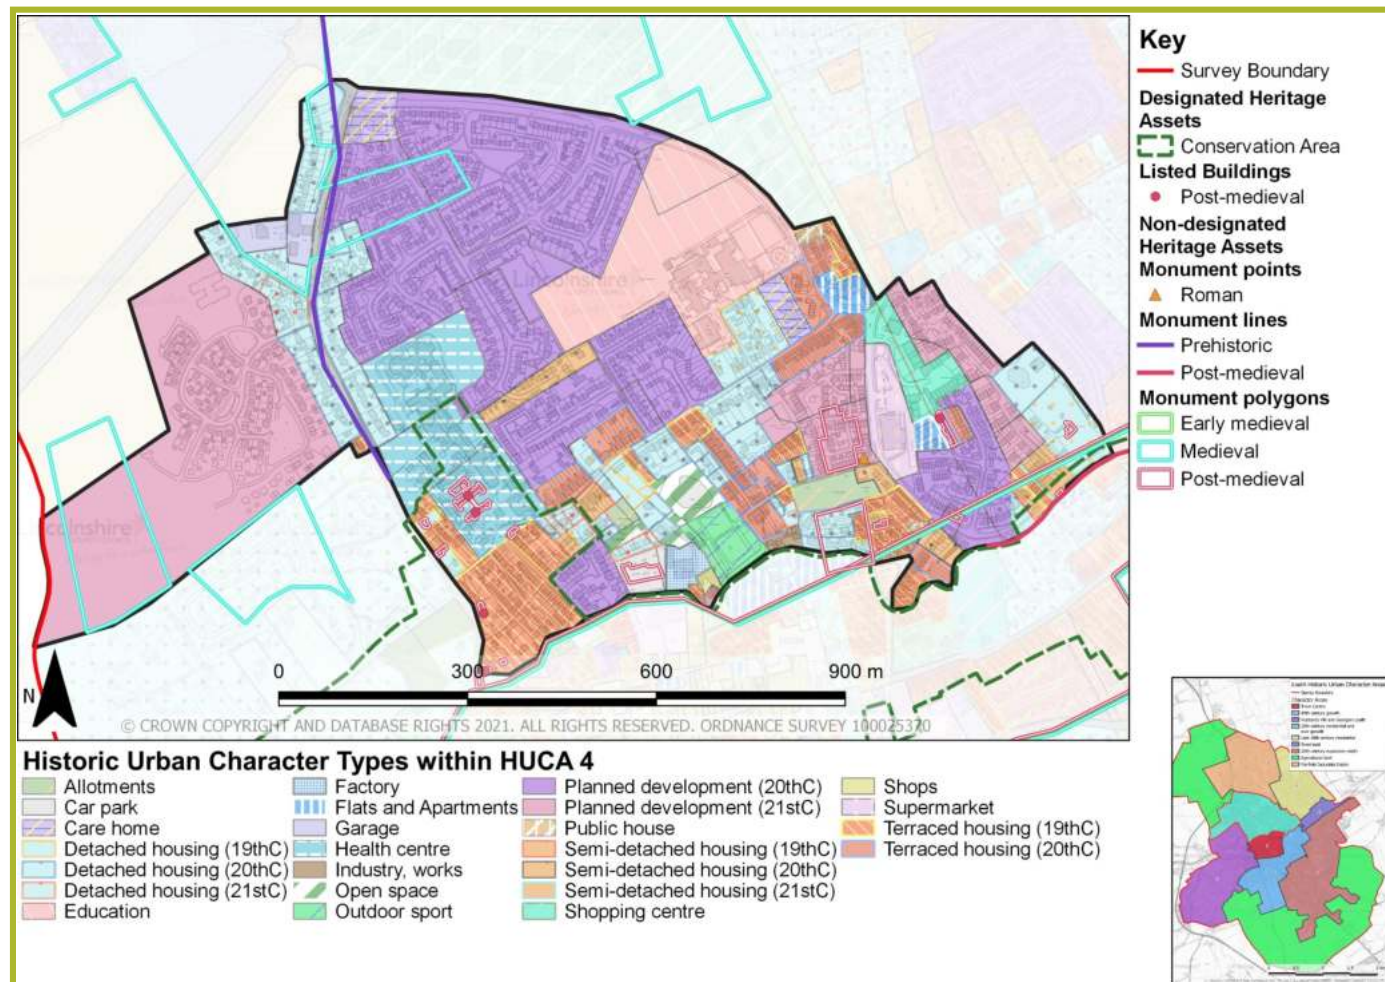 Key
Survey Boundary
Designated Heritage
Assets
Conservation Area
Listed Buildings
Post-medieval
Non-designated
Heritage Assets
Monument points
Roman
Monument lines
Prehistoric
Post-medieval
Monument polygons
Early medieval
Medieval
Post-medieval
Lincolnshire
colnshire
0 300 600 900 m
N
© CROWN COPYRIGHT AND DATABASE RIGHTS 2021. ALL RIGHTS RESERVED. ORDNANCE SURVEY 100025370
Historic Urban Character Types within HUCA 4
Allotments
Car park
Care home
Detached housing (19thC)
Detached housing (20thC)
Detached housing (21stC)
Education
Factory
Flats and Apartments
Garage
Health centre
Industry, works
Open space
Outdoor sport
Planned development (20thC)
Planned development (21stC)
Public house
Semi-detached housing (19thC)
Semi-detached housing (20thC)
Semi-detached housing (21stC)
Shopping centre
Shops
Supermarket
Terraced housing (19thC)
Terraced housing (20thC)